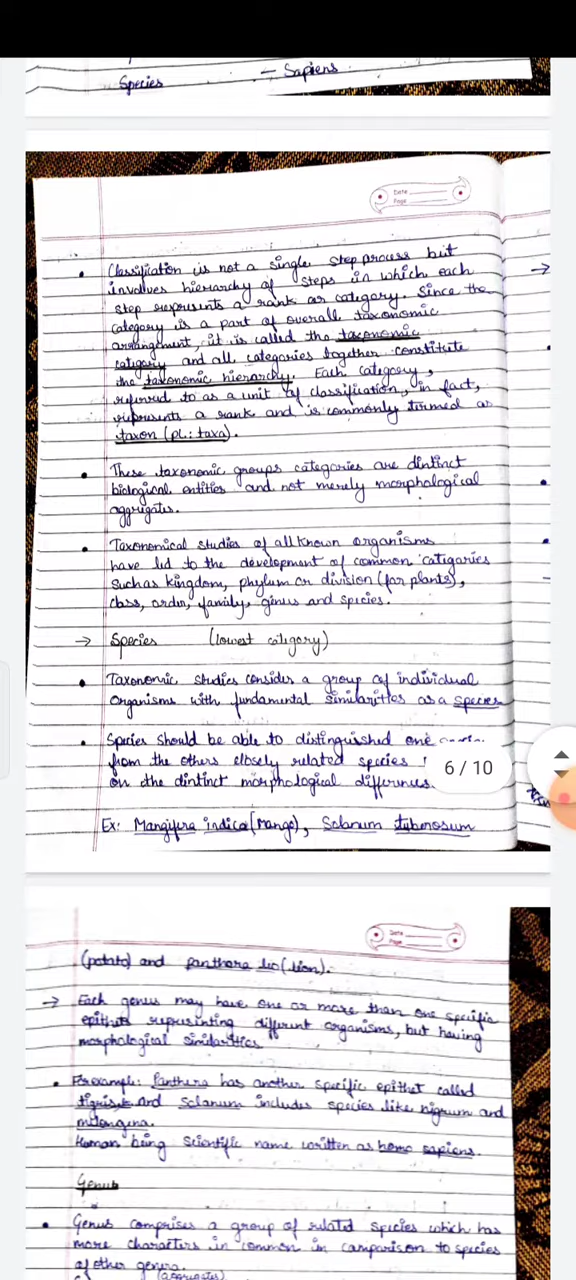 Species - Sapiens
Date
Page
• Classification is not a single step process but
involves hierarchy of steps in which each
step represents a rank or category. Since the
category is a part of overall taxonomic
arrangement, it is called the taxonomic
category and all categories together constitute
the taxonomic hierarchy. Each category,
referred to as a unit of classification, in fact,
represents a rank and is commonly termed as
taxon (pl: taxa).
• These taxonomic groups categories are distinct
biological entities and not merely morphological
aggregates.
• Taxonomical studies of all known organisms
have led to the development of common categories
such as kingdom, phylum or division (for plants),
class, order, family, genus and species.
→ Species (lowest category)
• Taxonomic studies consider a group of individual
organisms with fundamental similarities as a species
• Species should be able to distinguished one
from the others closely related species
on the distinct morphological differences.
6 / 10
Ex: Mangifera indica (Mango), Solanum tuberosum
Date
Page
(potato) and panthera leo (lion).
→ Each genus may have one or more than one specific
epithets representing different organisms, but having
morphological similarities
• For example: Panthera has another specific epithet called
tigris, and Solanum includes species like nigrum and
melongena.
Human being scientific name written as homo sapiens.
Genus
• Genus comprises a group of related species which has
more characters in common in comparison to species
of other genera.
(aggregates)